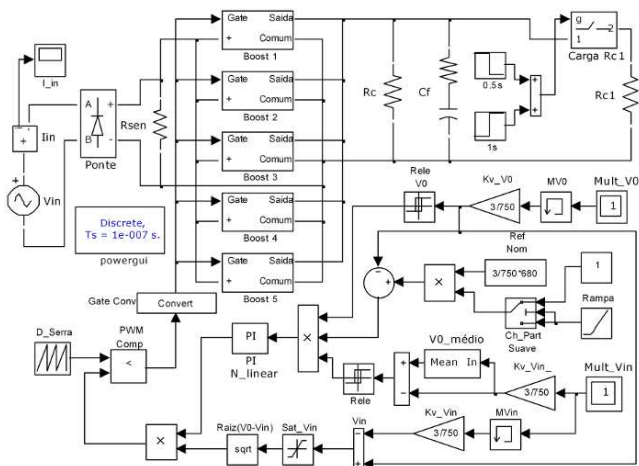 Gate Saida
+ Comum
Boost 1
Gate Saida
+ Comum
Boost 2
Gate Saida
+ Comum
Boost 3
Gate Saida
+ Comum
Boost 4
Gate Saida
+ Comum
Boost 5
I_in
Iin
+
-
+
Vin
A +
B -
Ponte
Rsen
Discrete,
Ts = 1e-007 s.
powergui
Rc
Cf
0.5s
1s
+
+
g
1 2
Carga Rc1
Rc1
Rele
V0
Kv_V0
3/750
MV0
Mult_V0
1
Ref
Nom
3/750*680
1
-
+
×
Ch_Part
Suave
Rampa
Gate Conv
Convert
D_Serra
PWM
Comp
<
PI
PI
N_linear
×
V0_médio
Mean In
+
-
Rele
Kv_Vin_
3/750
Mult_Vin
1
×
Raiz(V0-Vin)
sqrt
Sat_Vin
Vin
-
+
Kv_Vin
3/750
MVin